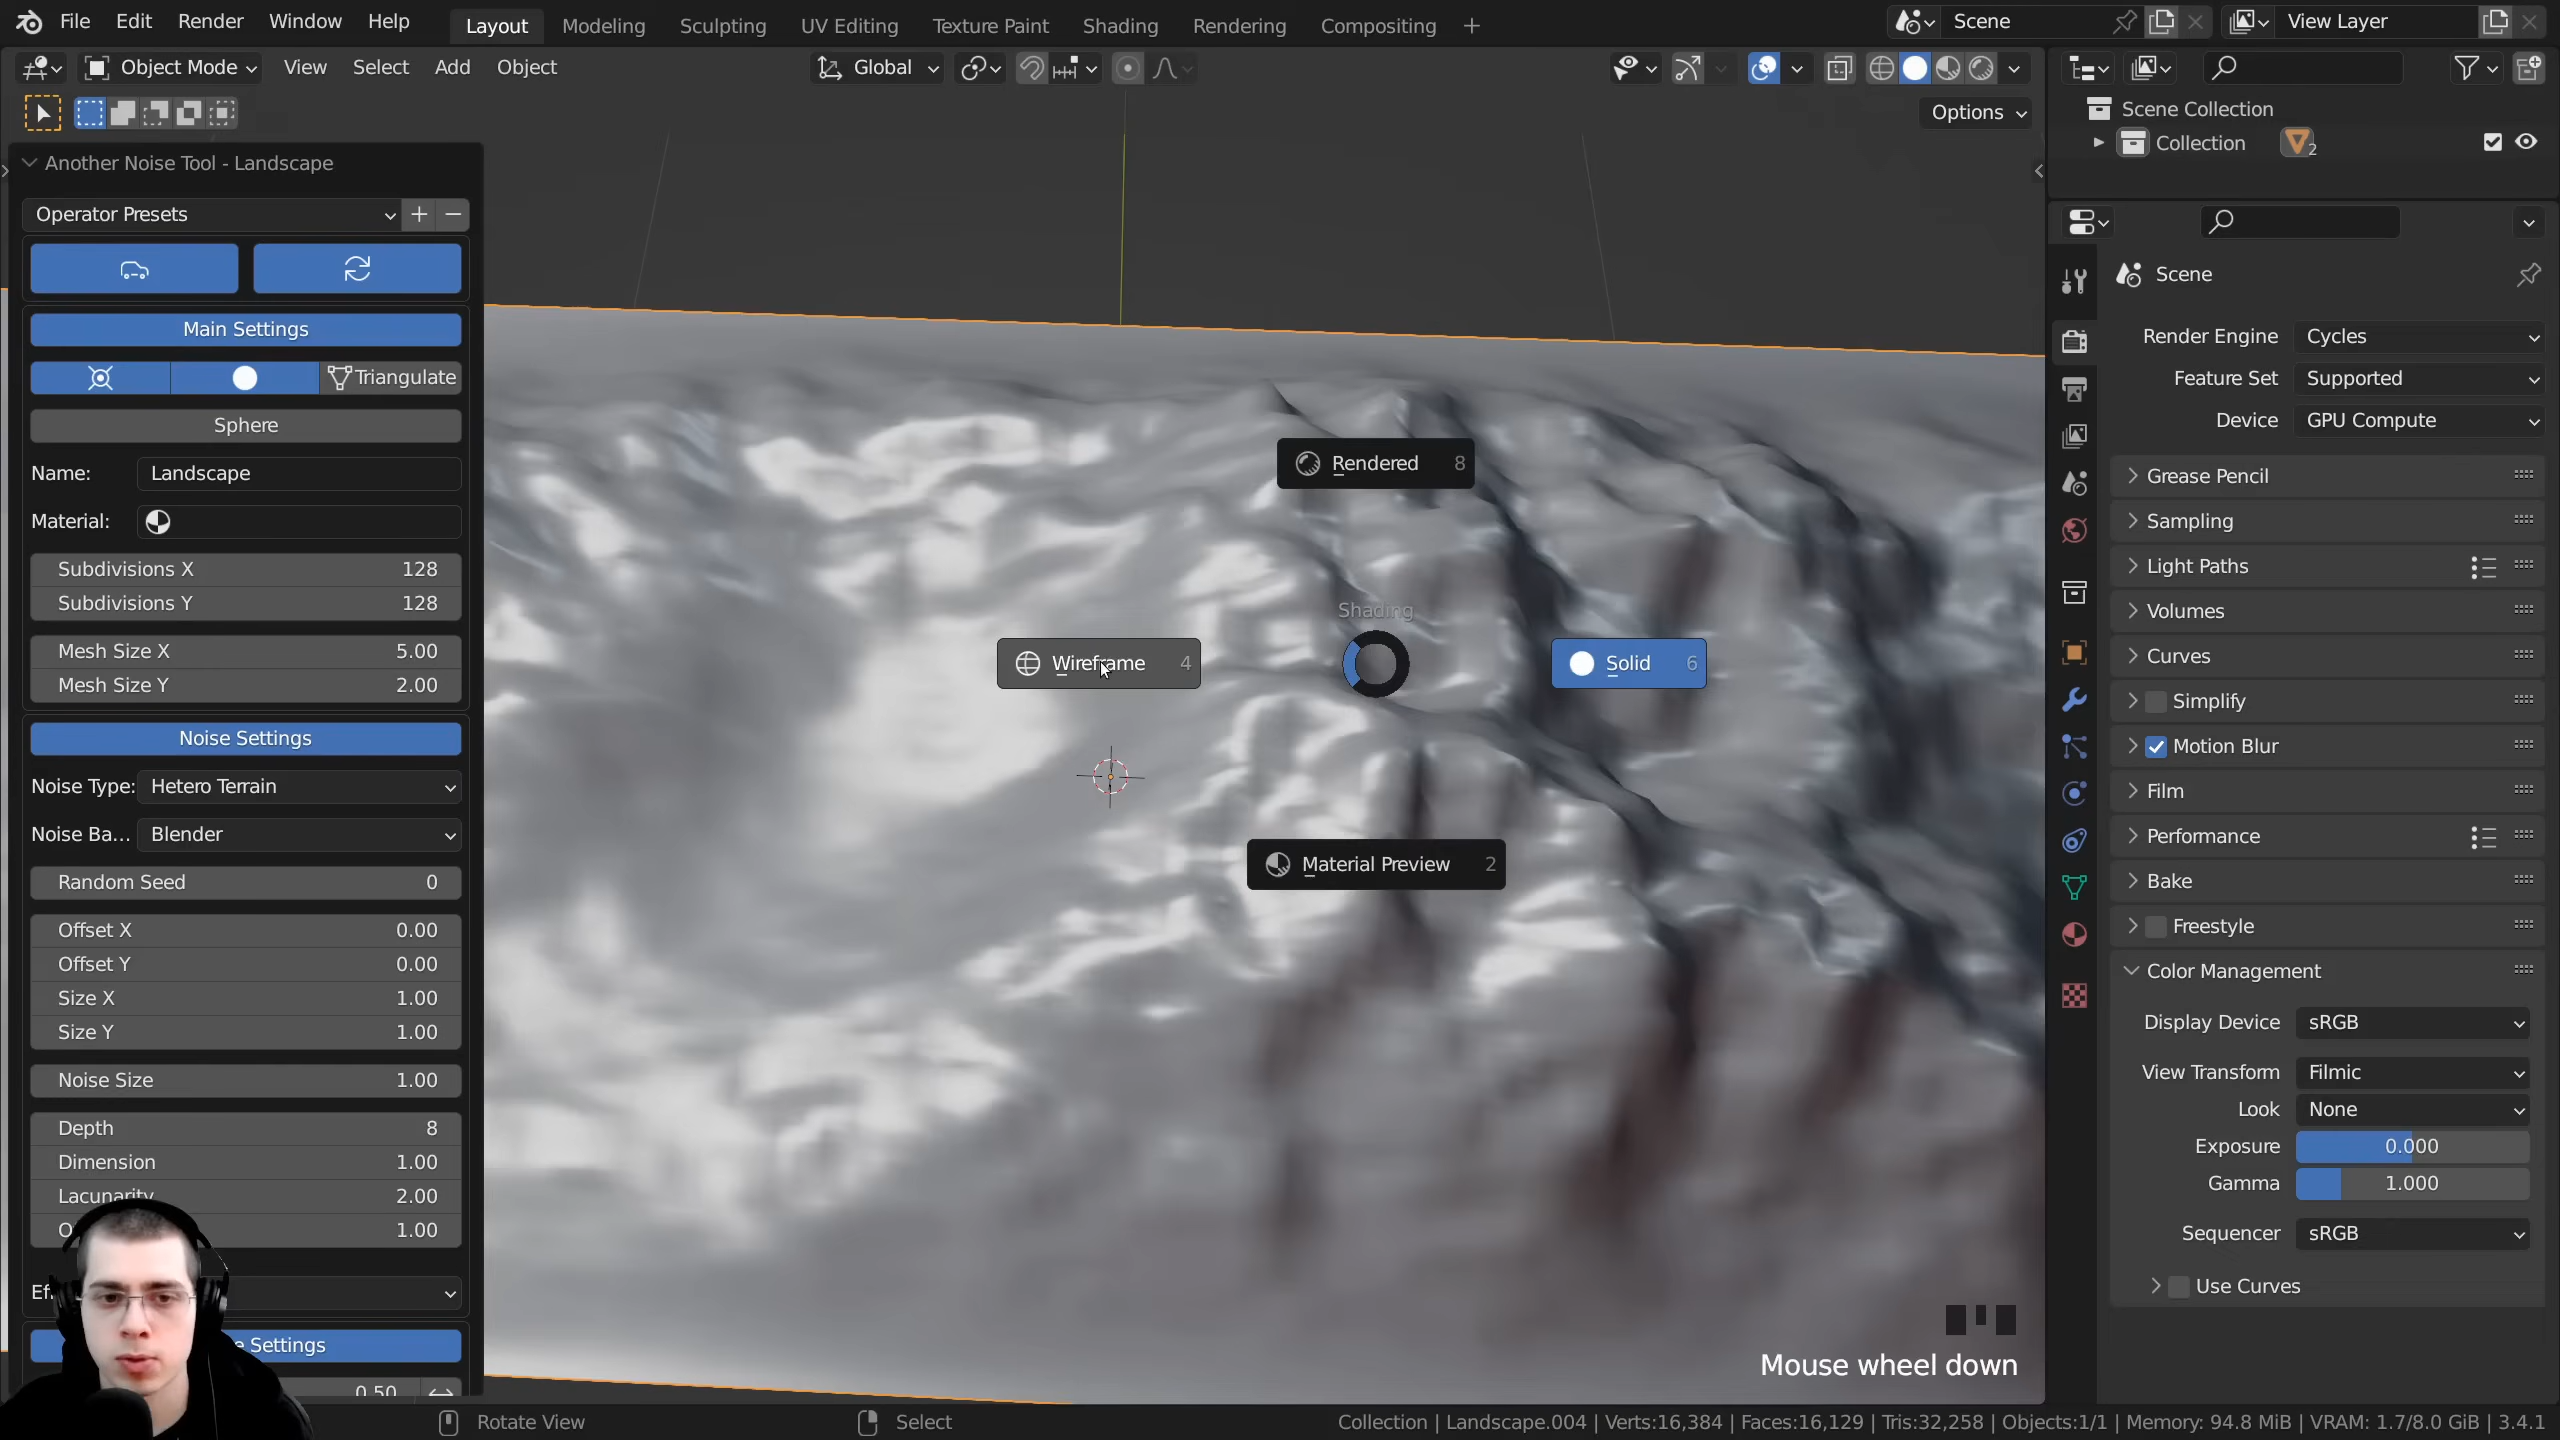 File Edit Render Window Help Layout Modeling Sculpting UV Editing Texture Paint Shading Rendering Compositing + Scene View Layer
Object Mode View Select Add Object Global
Options
Scene Collection
Collection 2
Another Noise Tool - Landscape
Operator Presets + −
Main Settings
Triangulate
Sphere
Name: Landscape
Material:
Subdivisions X 128
Subdivisions Y 128
Mesh Size X 5.00
Mesh Size Y 2.00
Noise Settings
Noise Type: Hetero Terrain
Noise Ba... Blender
Random Seed 0
Offset X 0.00
Offset Y 0.00
Size X 1.00
Size Y 1.00
Noise Size 1.00
Depth 8
Dimension 1.00
Lacunarity 2.00
1.00
Settings
0.50
Rendered 8
Shading
Wireframe 4
Solid 6
Material Preview 2
Mouse wheel down
Scene
Render Engine Cycles
Feature Set Supported
Device GPU Compute
Grease Pencil
Sampling
Light Paths
Volumes
Curves
Simplify
Motion Blur
Film
Performance
Bake
Freestyle
Color Management
Display Device sRGB
View Transform Filmic
Look None
Exposure 0.000
Gamma 1.000
Sequencer sRGB
Use Curves
Rotate View Select Collection | Landscape.004 | Verts:16,384 | Faces:16,129 | Tris:32,258 | Objects:1/1 | Memory: 94.8 MiB | VRAM: 1.7/8.0 GiB | 3.4.1